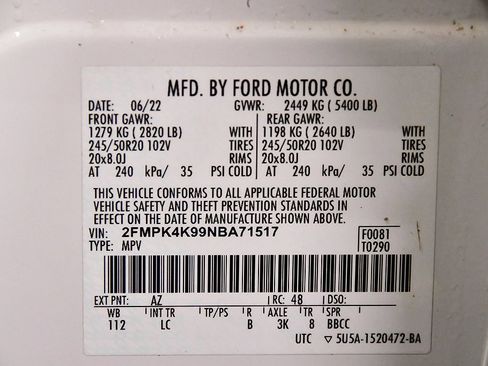 MFD. BY FORD MOTOR CO.
DATE: 06/22 GVWR: 2449 KG ( 5400 LB)
FRONT GAWR: REAR GAWR:
1279 KG ( 2820 LB) WITH 1198 KG ( 2640 LB) WITH
245/50R20 102V TIRES 245/50R20 102V TIRES
20x8.0J RIMS 20x8.0J RIMS
AT 240 kPa/ 35 PSI COLD AT 240 kPa/ 35 PSI COLD
THIS VEHICLE CONFORMS TO ALL APPLICABLE FEDERAL MOTOR
VEHICLE SAFETY AND THEFT PREVENTION STANDARDS IN
EFFECT ON THE DATE OF MANUFACTURE SHOWN ABOVE.
VIN: 2FMPK4K99NBA71517 F0081
TYPE: MPV T0290
EXT PNT: AZ RC: 48 DSO:
WB INT TR TP/PS R AXLE TR SPR
112 LC B 3K 8 BBCC
UTC ▽ 5U5A-1520472-BA